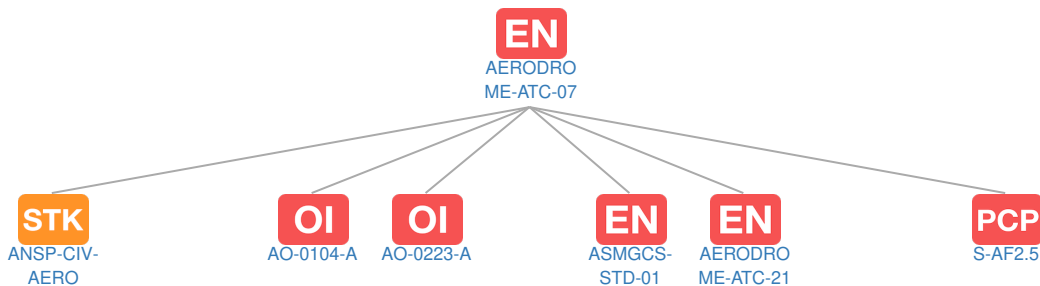 EN
AERODRO
ME-ATC-07
STK
OI
OI
EN
EN
PCP
ANSP-CIV-
AERO
AO-0104-A
AO-0223-A
ASMGCS-
STD-01
AERODRO
ME-ATC-21
S-AF2.5